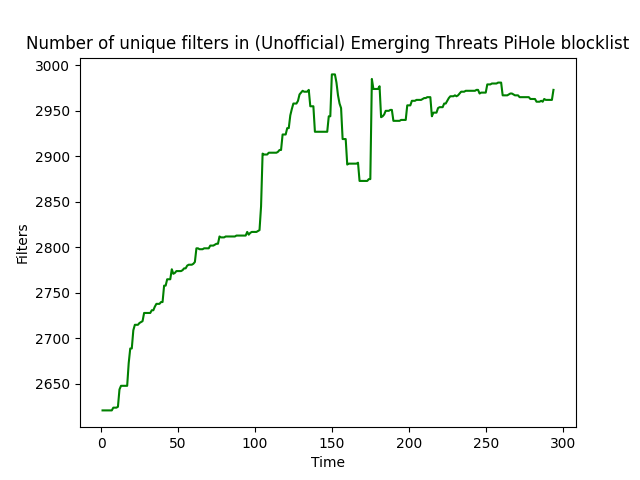 Number of unique filters in (Unofficial) Emerging Threats PiHole blocklist
3000
2950
2900
2850
2800
2750
2700
2650
Filters
0 50 100 150 200 250 300
Time